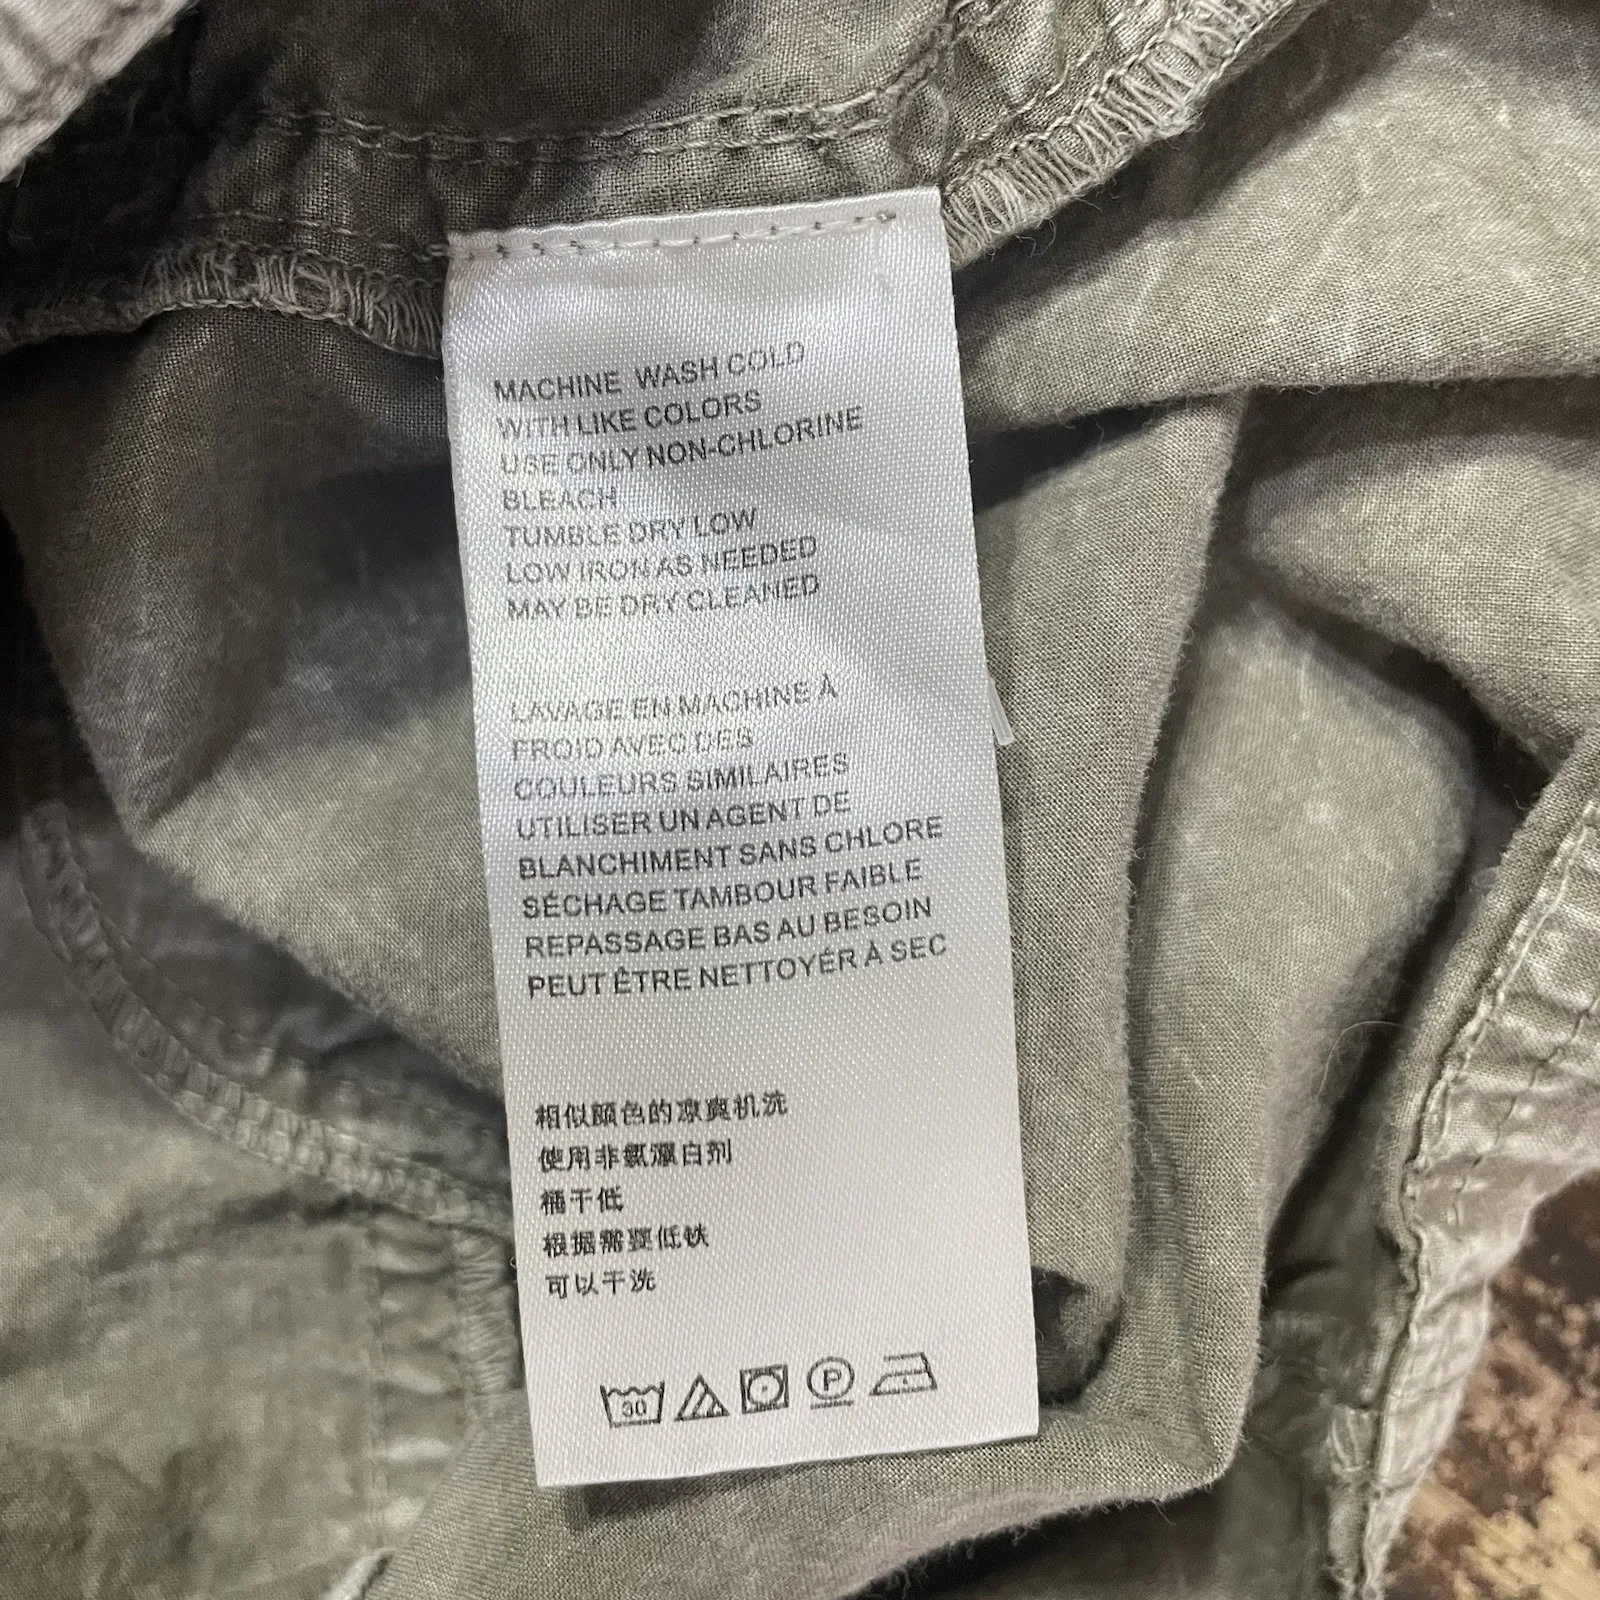 MACHINE WASH COLD
WITH LIKE COLORS
USE ONLY NON-CHLORINE
BLEACH
TUMBLE DRY LOW
LOW IRON AS NEEDED
MAY BE DRY CLEANED
LAVAGE EN MACHINE À
FROID AVEC DES
COULEURS SIMILAIRES
UTILISER UN AGENT DE
BLANCHIMENT SANS CHLORE
SÉCHAGE TAMBOUR FAIBLE
REPASSAGE BAS AU BESOIN
PEUT ÊTRE NETTOYÉR À SEC
相似颜色的凉爽机洗
使用非氯漂白剂
桶干低
根据需要低铁
可以干洗
30 P